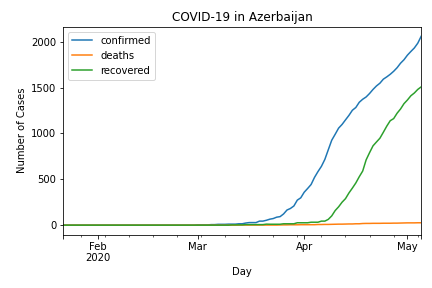 COVID-19 in Azerbaijan
confirmed
deaths
recovered
Number of Cases
2000
1500
1000
500
0
Feb
2020
Mar
Apr
May
Day